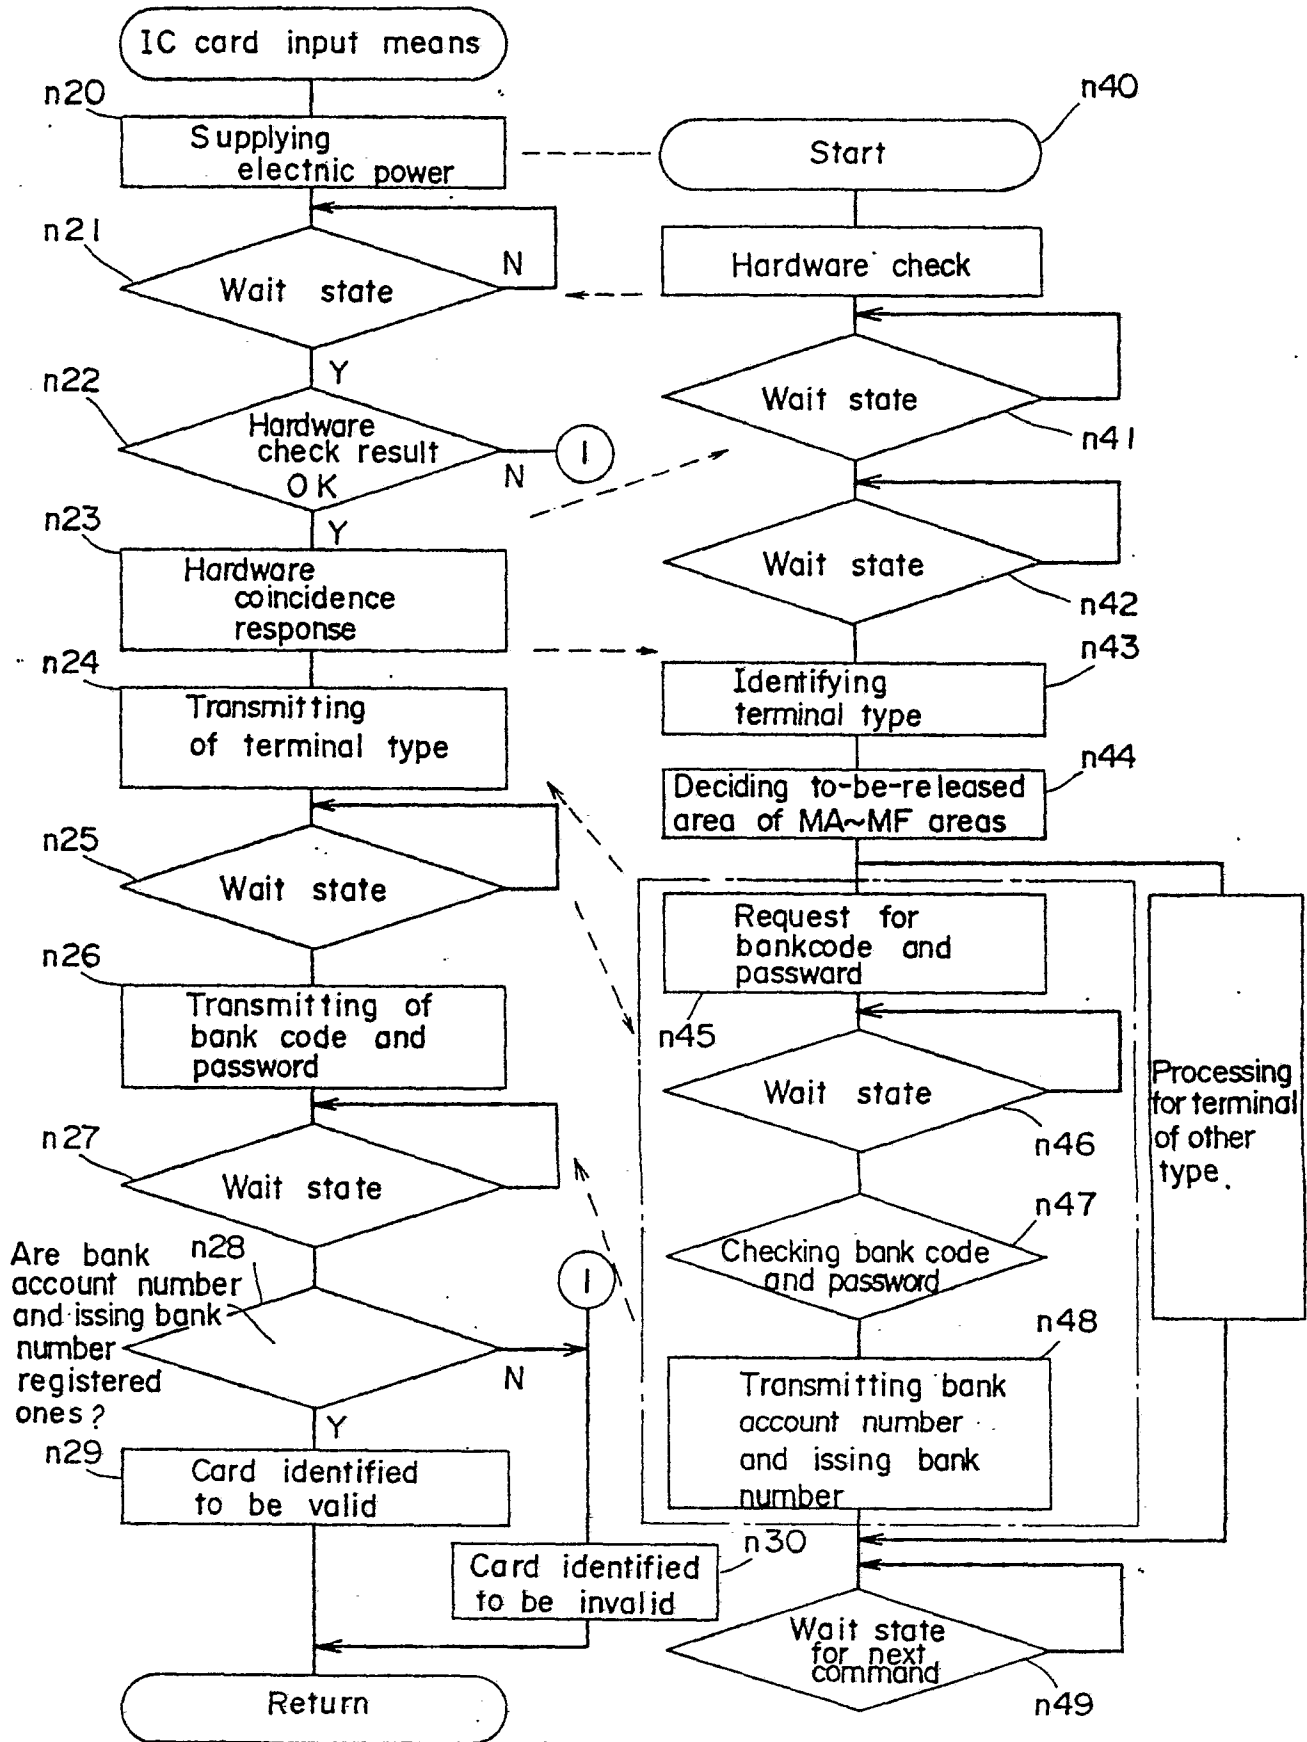 IC card input means
n20
Supplying
electnic power
n21
Wait state
N
Y
n22
Hardware
check result
OK
N
1
Y
n23
Hardware
coincidence
response
n24
Transmitting
of terminal type
n25
Wait state
n26
Transmitting of
bank code and
password
n27
Wait state
n28
Are bank
account number
and issing bank
number
registered
ones?
N
1
Y
n29
Card identified
to be valid
n30
Card identified
to be invalid
Return
n40
Start
Hardware check
Wait state
n41
Wait state
n42
n43
Identifying
terminal type
n44
Deciding to-be-released
area of MA~MF areas
Request for
bankcode and
passward
n45
Wait state
n46
n47
Checking bank code
and password
n48
Transmitting bank
account number
and issing bank
number
Processing
for terminal
of other
type.
Wait state
for next
command
n49